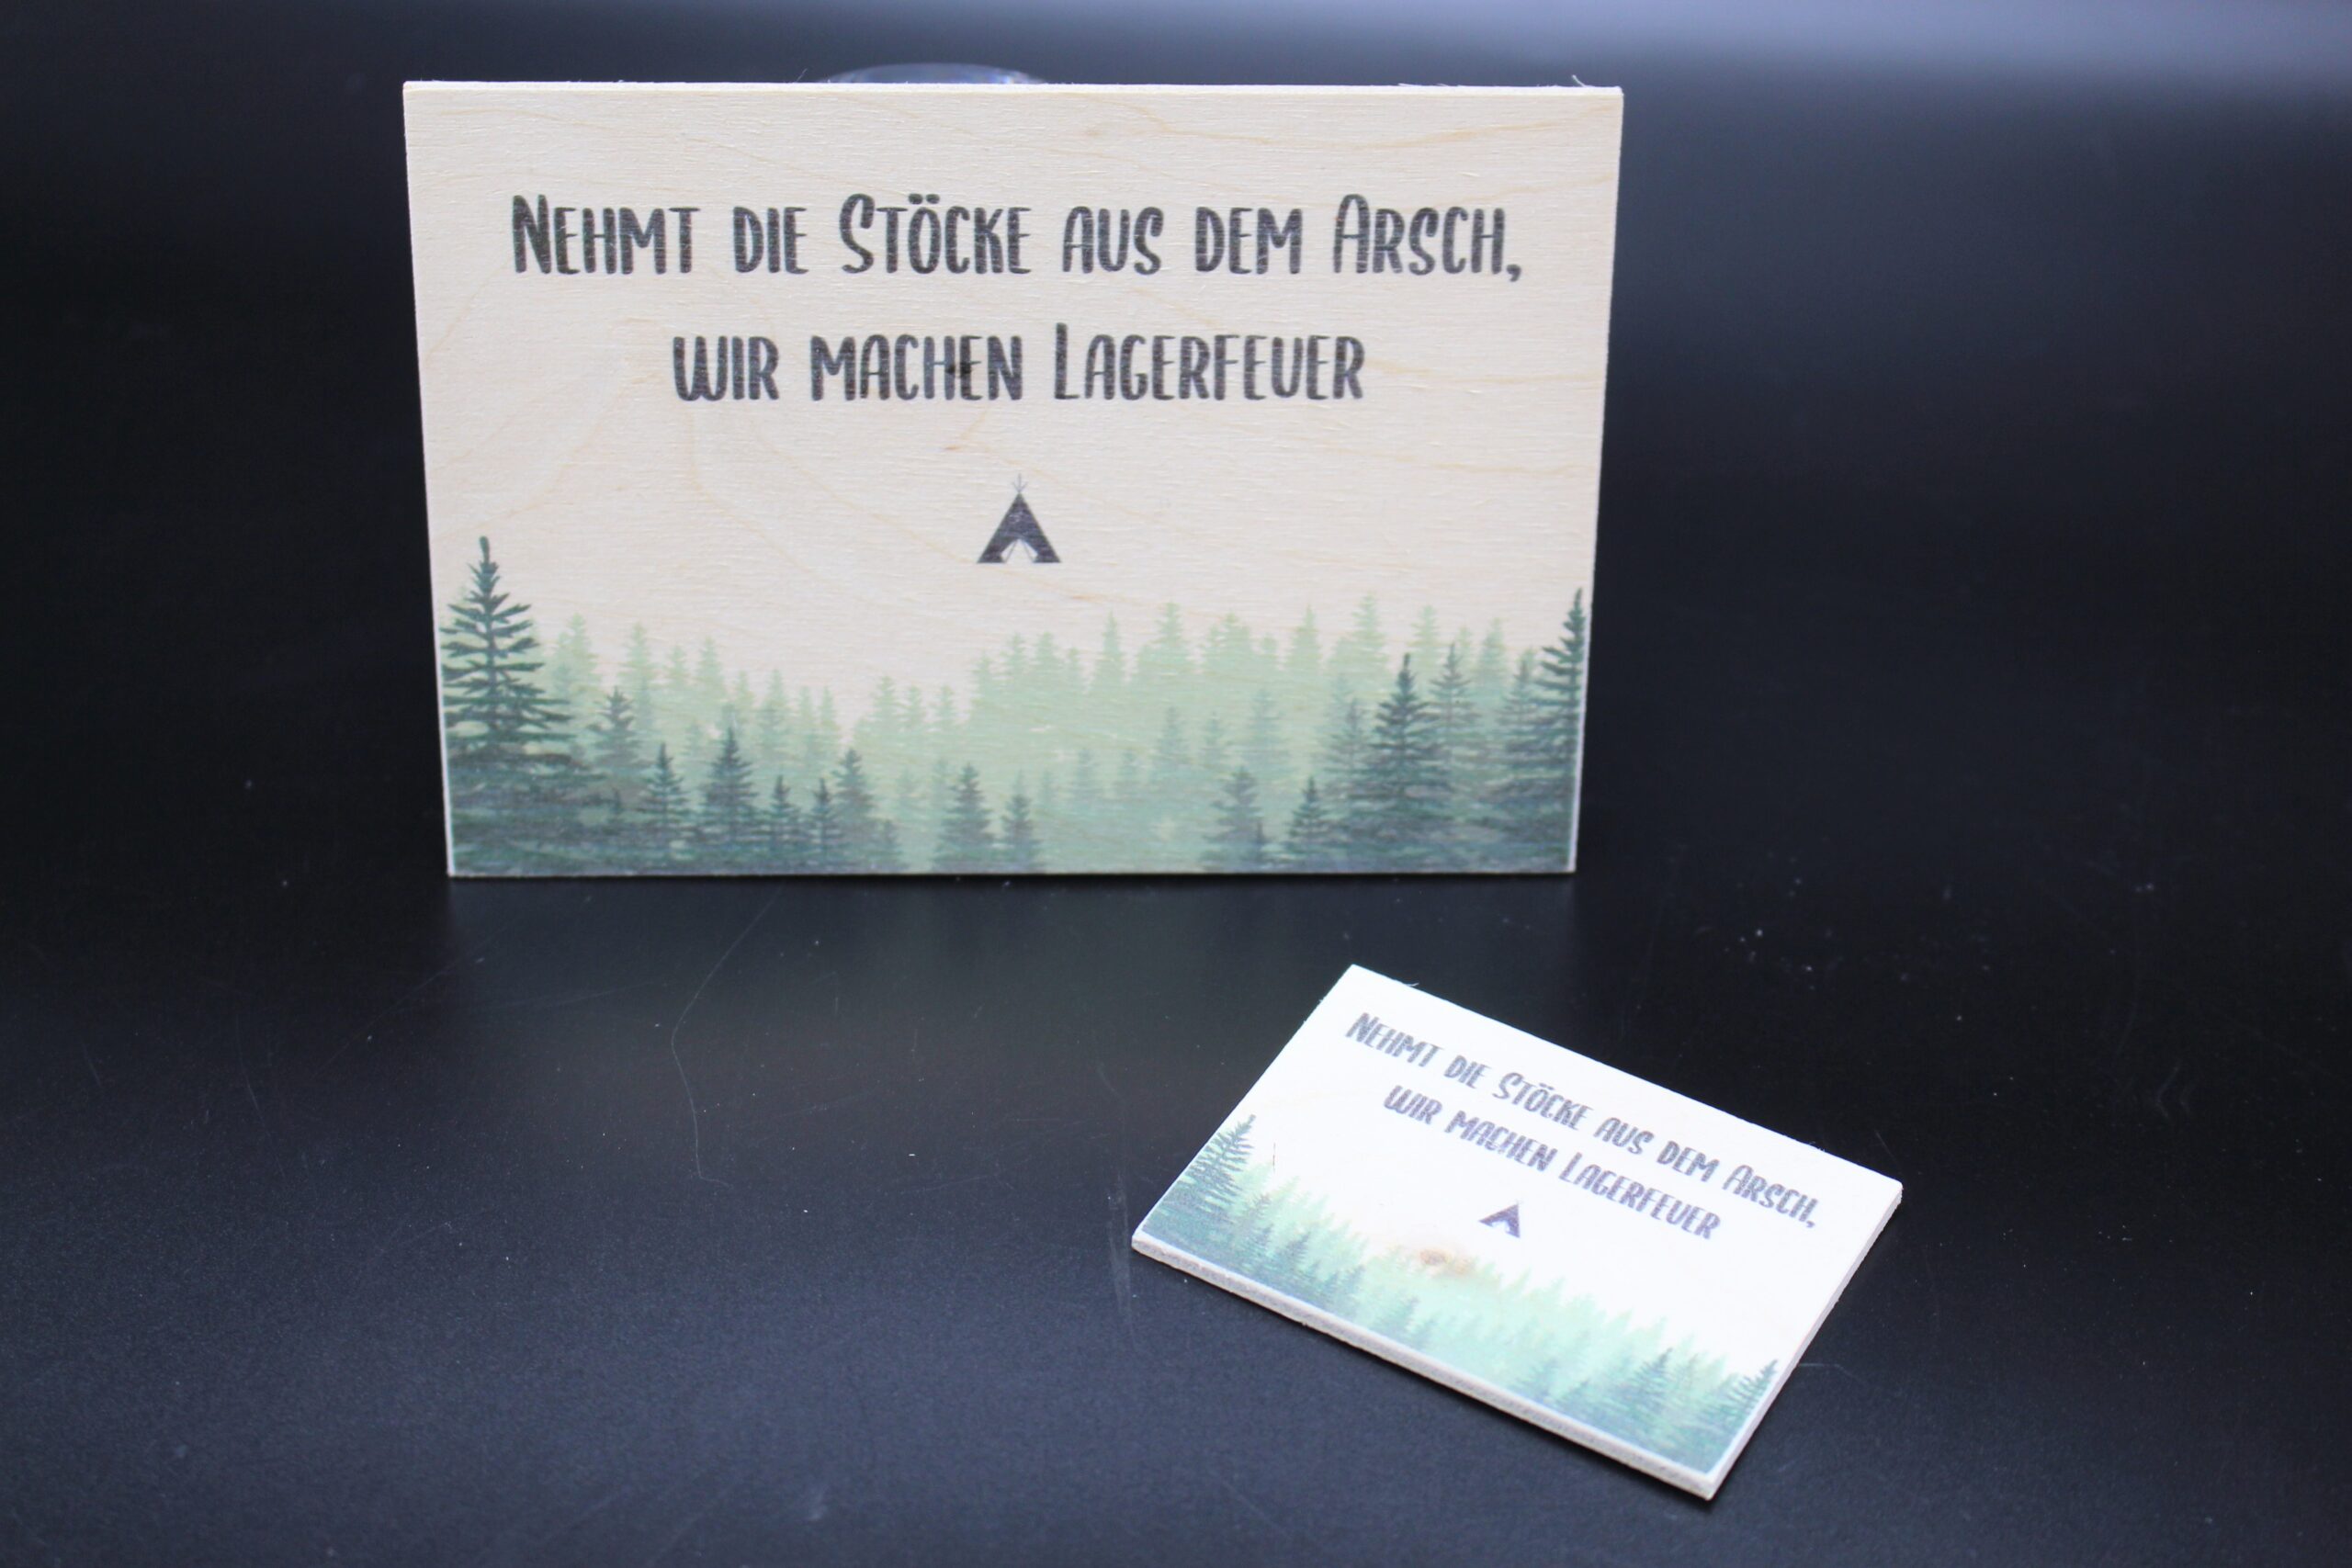 Nehmt die Stöcke aus dem Arsch,
wir machen Lagerfeuer
Nehmt die Stöcke aus dem Arsch,
wir machen Lagerfeuer